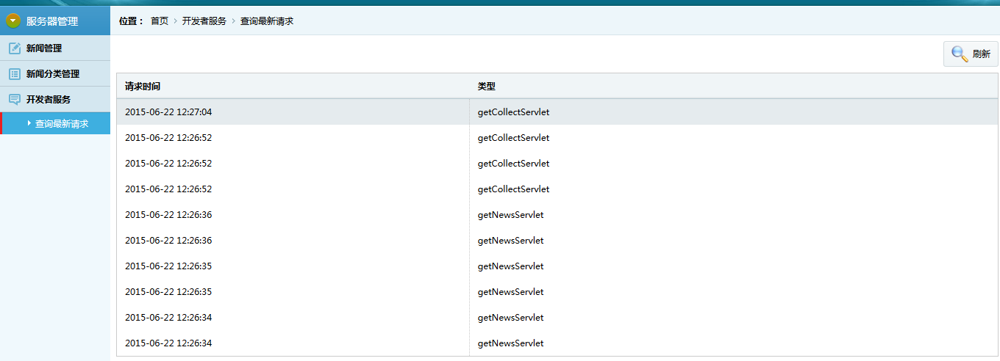 服务器管理
位置： 首页 › 开发者服务 › 查询最新请求
新闻管理
新闻分类管理
开发者服务
查询最新请求
刷新
请求时间 类型
2015-06-22 12:27:04 getCollectServlet
2015-06-22 12:26:52 getCollectServlet
2015-06-22 12:26:52 getCollectServlet
2015-06-22 12:26:52 getCollectServlet
2015-06-22 12:26:36 getNewsServlet
2015-06-22 12:26:36 getNewsServlet
2015-06-22 12:26:35 getNewsServlet
2015-06-22 12:26:35 getNewsServlet
2015-06-22 12:26:34 getNewsServlet
2015-06-22 12:26:34 getNewsServlet